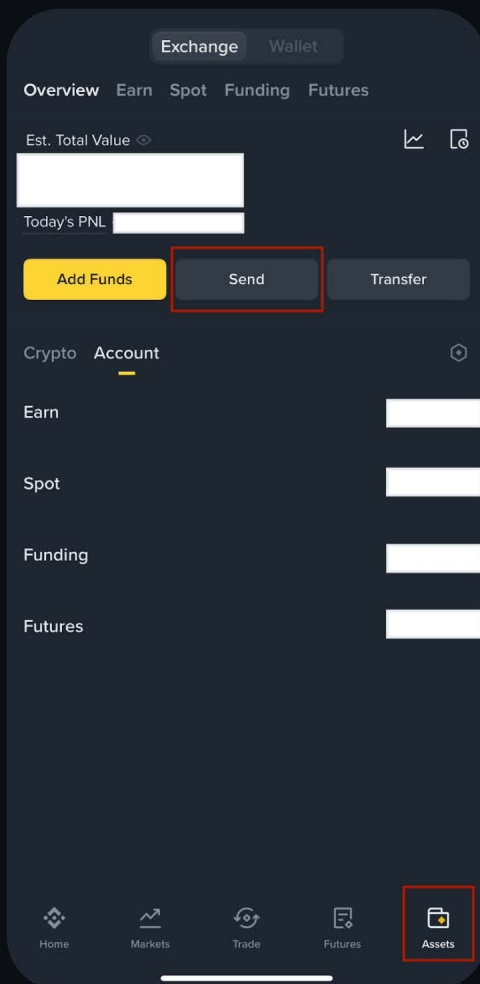 Exchange Wallet
Overview Earn Spot Funding Futures
Est. Total Value
Today's PNL
Add Funds Send Transfer
Crypto Account
Earn
Spot
Funding
Futures
Home Markets Trade Futures Assets